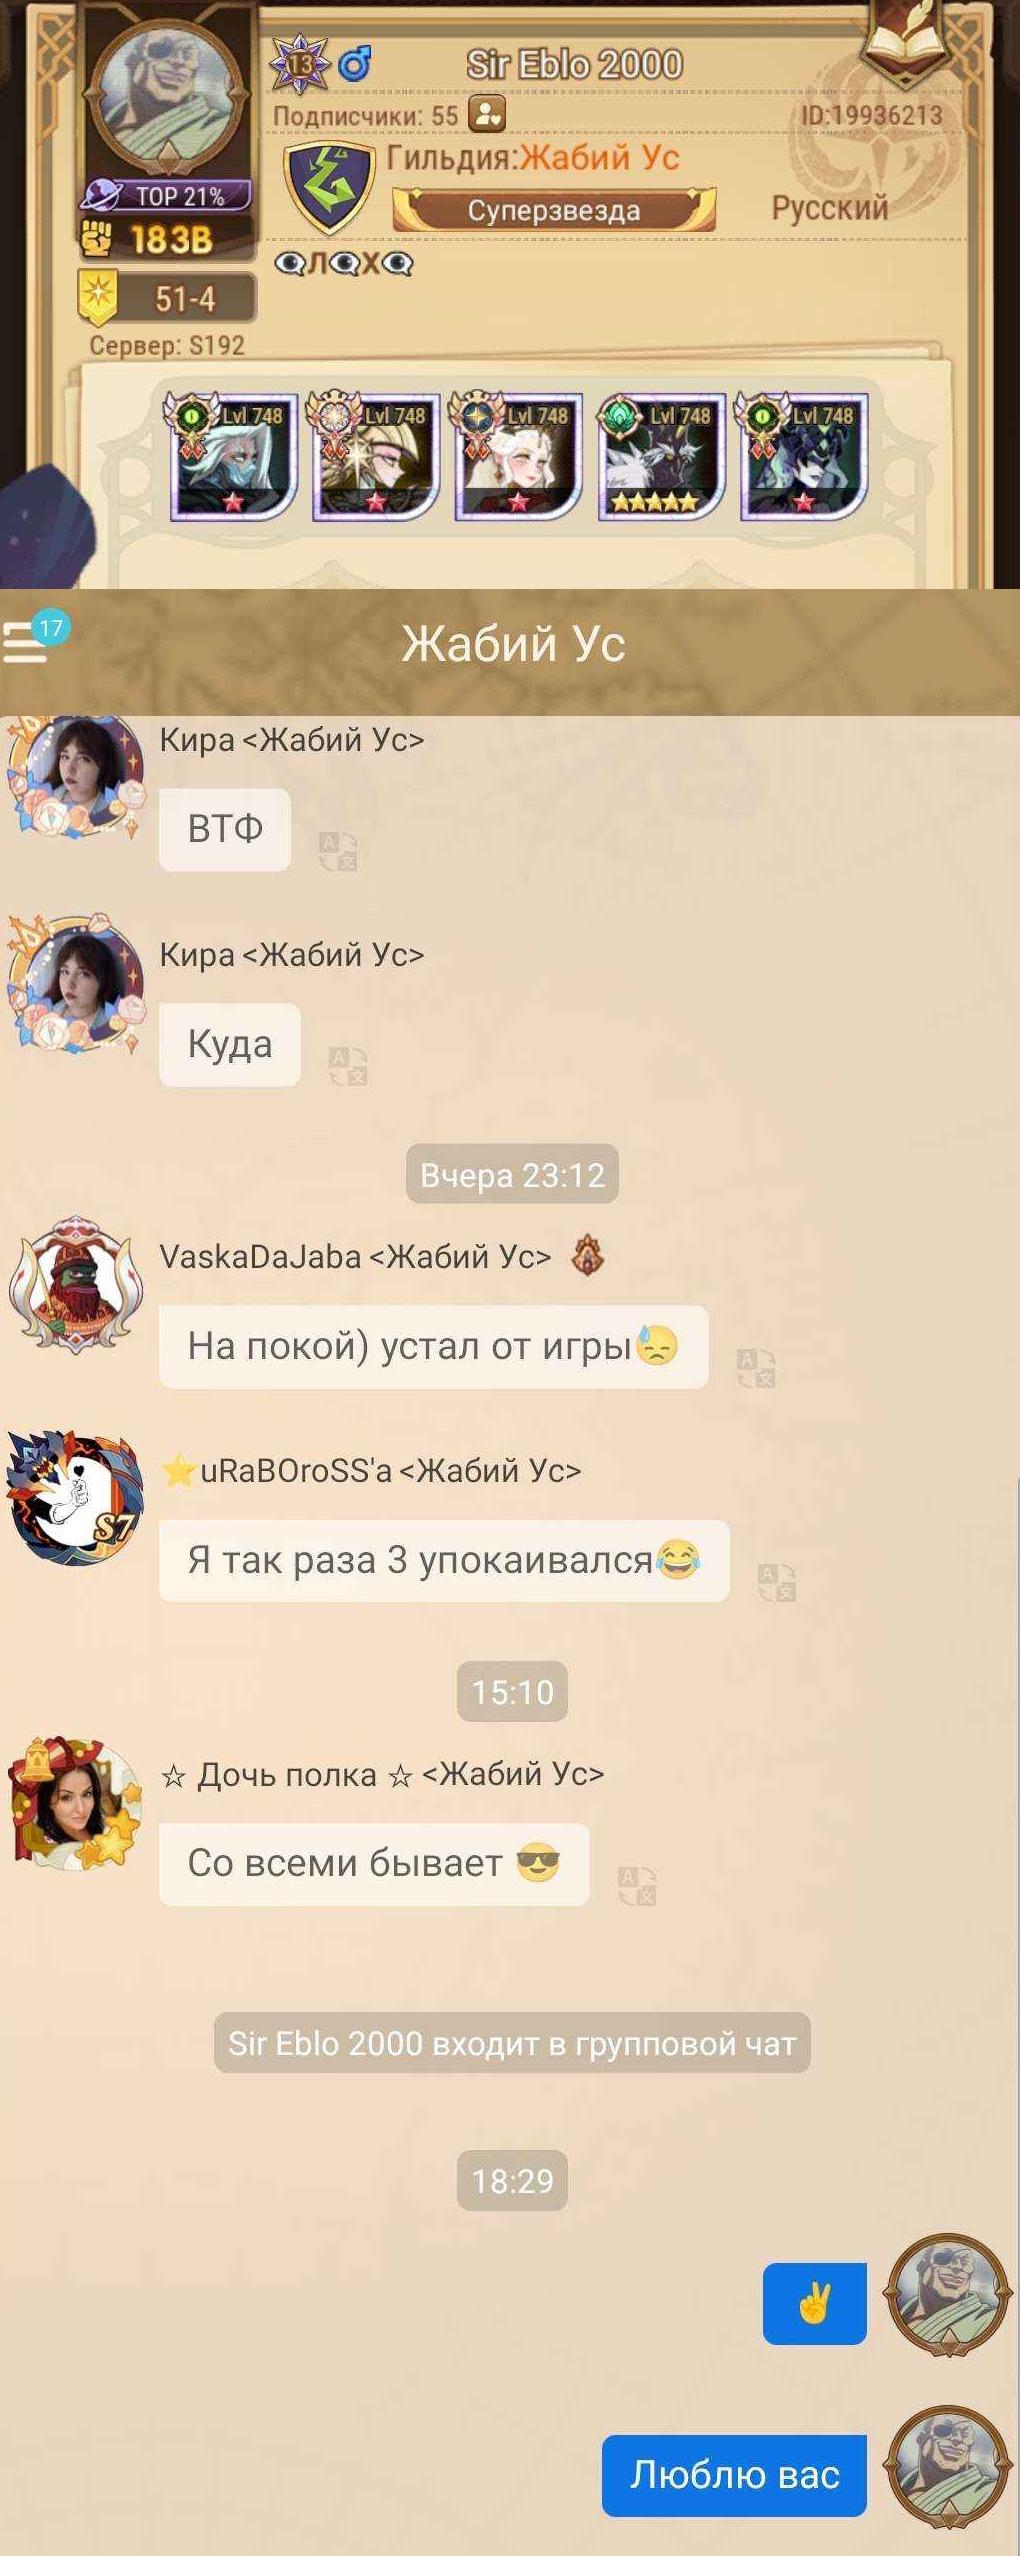 13
Sir Eblo 2000
Подписчики: 55
ID:19936213
Гильдия:Жабий Ус
TOP 21%
Суперзвезда
Русский
183B
👁‍🗨Л👁‍🗨Х👁‍🗨
51-4
Сервер: S192
Lvl 748
Lvl 748
Lvl 748
Lvl 748
Lvl 748
17
Жабий Ус
Кира <Жабий Ус>
ВТФ
Кира <Жабий Ус>
Куда
Вчера 23:12
VaskaDaJaba <Жабий Ус>
На покой) устал от игры😓
⭐uRaBOroSS'a <Жабий Ус>
S7
Я так раза 3 упокаивался😂
15:10
☆ Дочь полка ☆ <Жабий Ус>
Со всеми бывает 😎
Sir Eblo 2000 входит в групповой чат
18:29
✌
Люблю вас